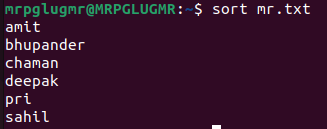 mrpglugmr@MRPGLUGMR:~$ sort mr.txt
amit
bhupander
chaman
deepak
pri
sahil